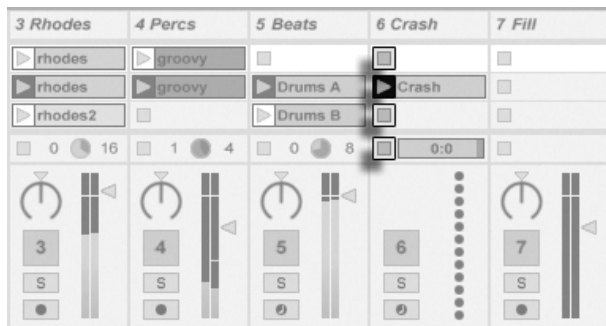 3 Rhodes 4 Percs 5 Beats 6 Crash 7 Fill
rhodes groovy
rhodes groovy Drums A Crash
rhodes2 Drums B
0 16 1 4 0 8 0:0
3 4 5 6 7
S S S S S